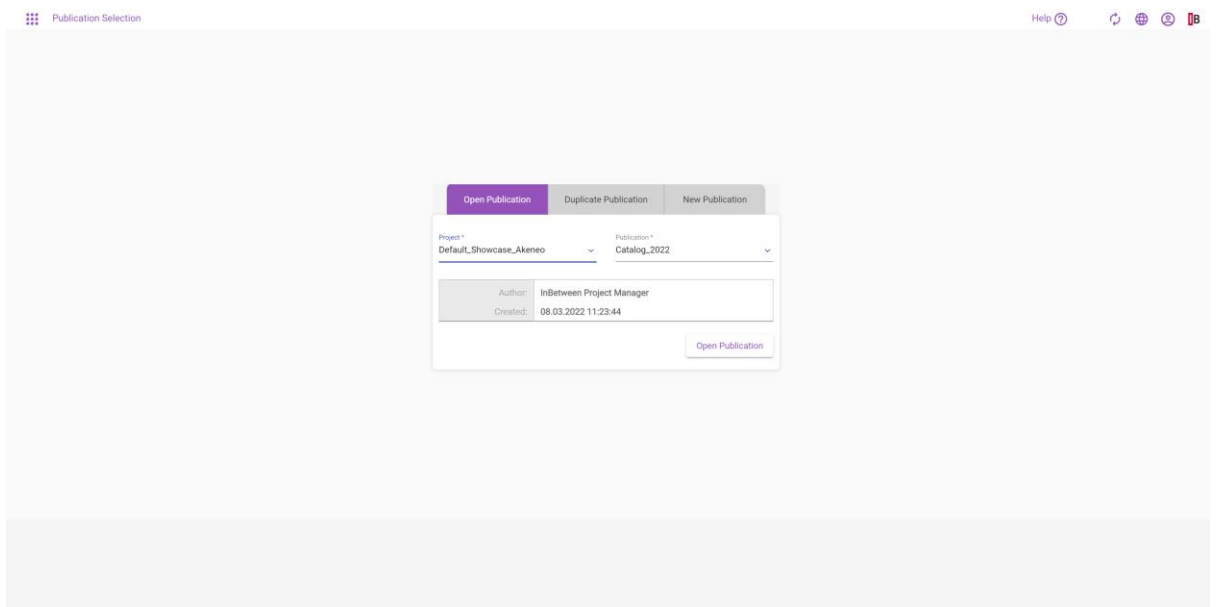 Publication Selection
Help
IB
Open Publication
Duplicate Publication
New Publication
Project *
Publication *
Default_Showcase_Akeneo
Catalog_2022
Author: InBetween Project Manager
Created: 08.03.2022 11:23:44
Open Publication